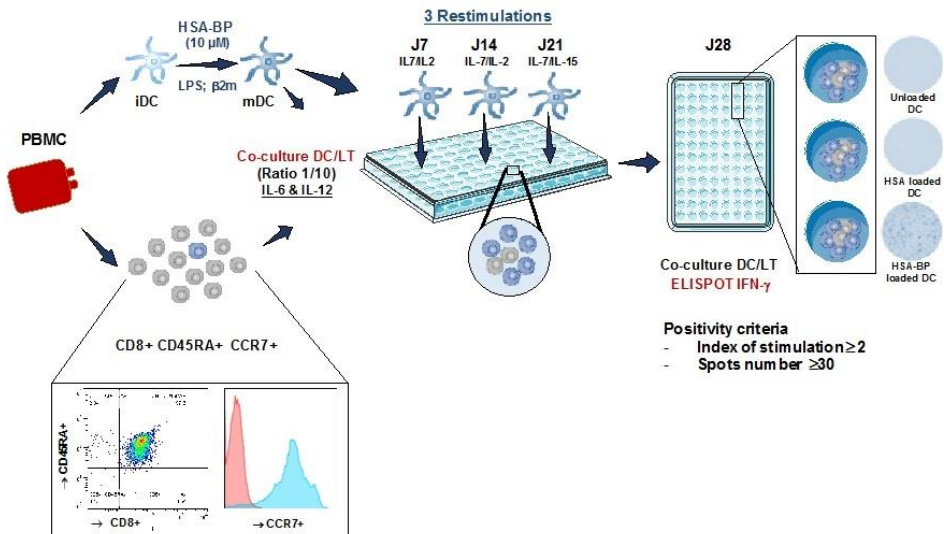 3 Restimulations
HSA-BP
(10 µM)
LPS; β2m
iDC
mDC
J7
IL7/IL2
J14
IL-7/IL-2
J21
IL-7/IL-15
J28
PBMC
Co-culture DC/LT
(Ratio 1/10)
IL-6 & IL-12
Unloaded
DC
HSA loaded
DC
HSA-BP
loaded DC
Co-culture DC/LT
ELISPOT IFN-γ
Positivity criteria
- Index of stimulation≥2
- Spots number ≥30
CD8+ CD45RA+ CCR7+
→ CD45RA+
→ CD8+
→CCR7+